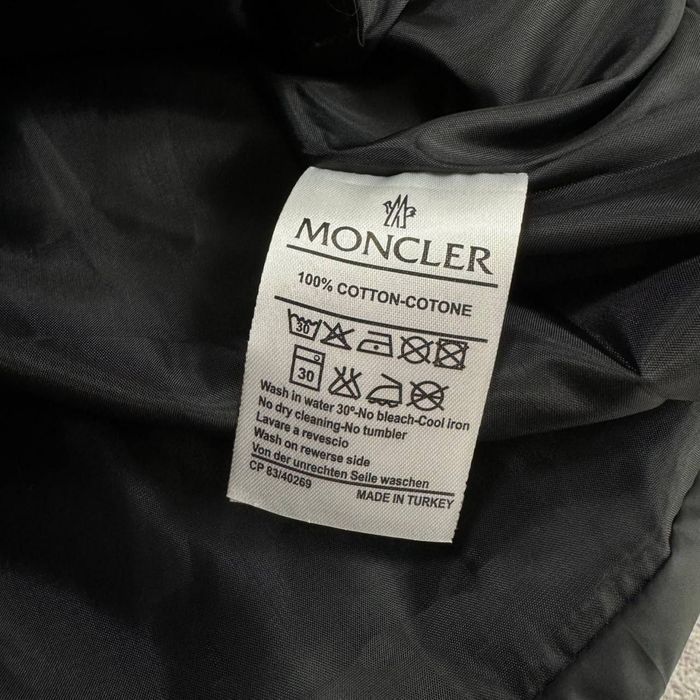 MONCLER
100% COTTON-COTONE
30
30
Wash in water 30º-No bleach-Cool iron
No dry cleaning-No tumbler
Lavare a revescio
Wash on rewerse side
Von der unrechten Seile waschen
CP 83/40269
MADE IN TURKEY